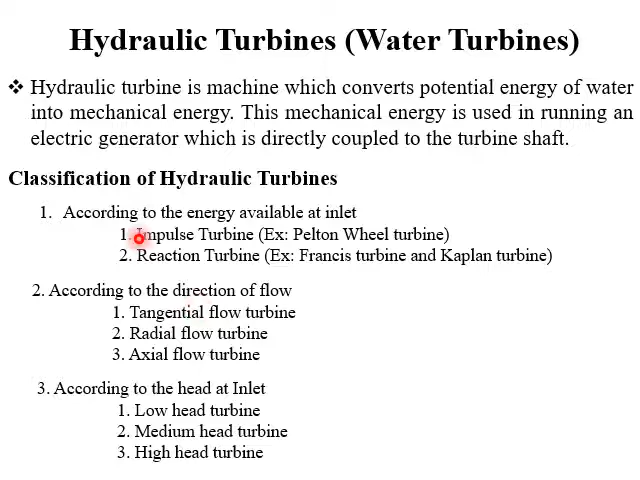 Hydraulic Turbines (Water Turbines)
❖ Hydraulic turbine is machine which converts potential energy of water
into mechanical energy. This mechanical energy is used in running an
electric generator which is directly coupled to the turbine shaft.
Classification of Hydraulic Turbines
1. According to the energy available at inlet
1. Impulse Turbine (Ex: Pelton Wheel turbine)
2. Reaction Turbine (Ex: Francis turbine and Kaplan turbine)
2. According to the direction of flow
1. Tangential flow turbine
2. Radial flow turbine
3. Axial flow turbine
3. According to the head at Inlet
1. Low head turbine
2. Medium head turbine
3. High head turbine